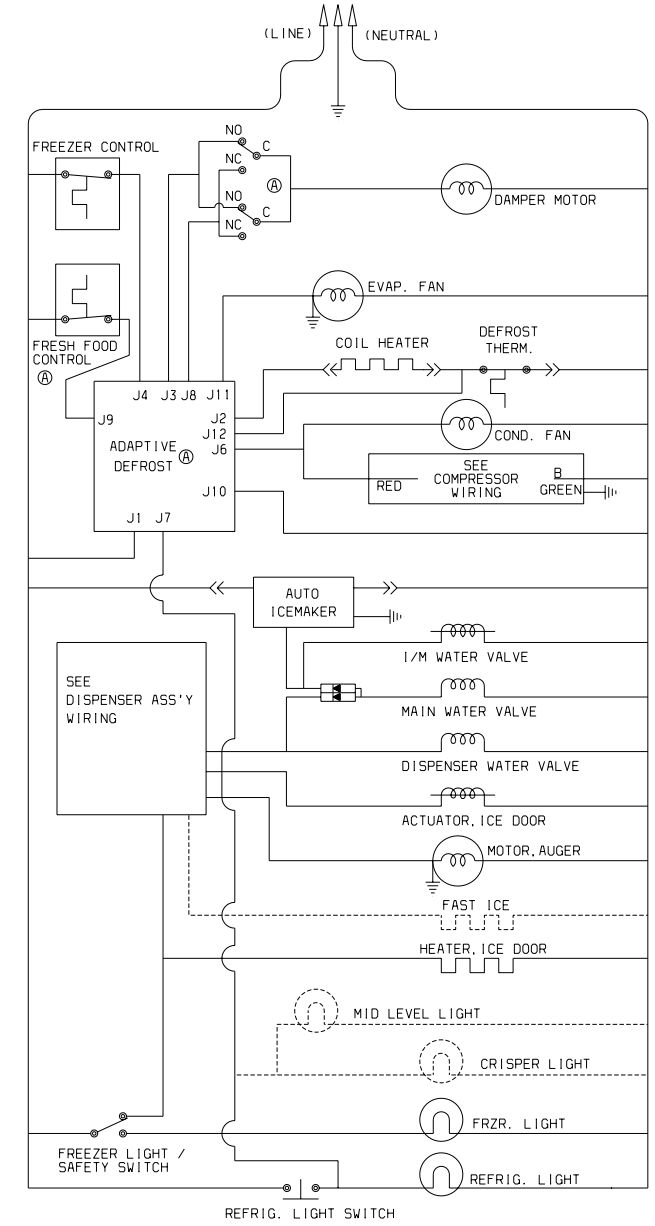 (LINE)
(NEUTRAL)
FREEZER CONTROL
NO
C
NC
A
NO
C
NC
DAMPER MOTOR
EVAP. FAN
COIL HEATER
DEFROST
THERM.
FRESH FOOD
CONTROL
A
J4 J3 J8 J11
J9
J2
J12
J6
ADAPTIVE A
DEFROST
J10
J1 J7
COND. FAN
SEE
COMPRESSOR
WIRING
RED
B
GREEN
AUTO
ICEMAKER
I/M WATER VALVE
SEE
DISPENSER ASS'Y
WIRING
MAIN WATER VALVE
DISPENSER WATER VALVE
ACTUATOR, ICE DOOR
MOTOR, AUGER
FAST ICE
HEATER, ICE DOOR
MID LEVEL LIGHT
CRISPER LIGHT
FRZR. LIGHT
FREEZER LIGHT /
SAFETY SWITCH
REFRIG. LIGHT
REFRIG. LIGHT SWITCH